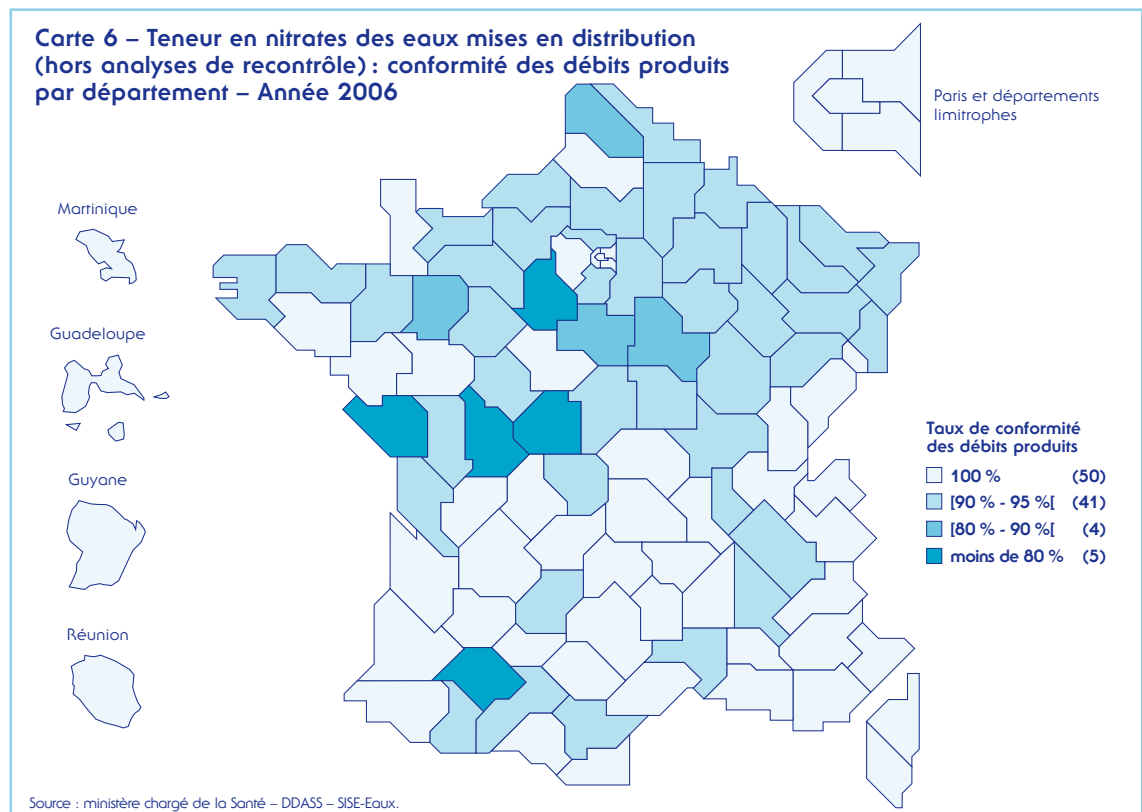 Carte 6 – Teneur en nitrates des eaux mises en distribution
(hors analyses de recontrôle) : conformité des débits produits
par département – Année 2006
Paris et départements
limitrophes
Martinique
Guadeloupe
Guyane
Réunion
Taux de conformité
des débits produits
100 % (50)
[90 % - 95 %[ (41)
[80 % - 90 %[ (4)
moins de 80 % (5)
Source : ministère chargé de la Santé – DDASS – SISE-Eaux.